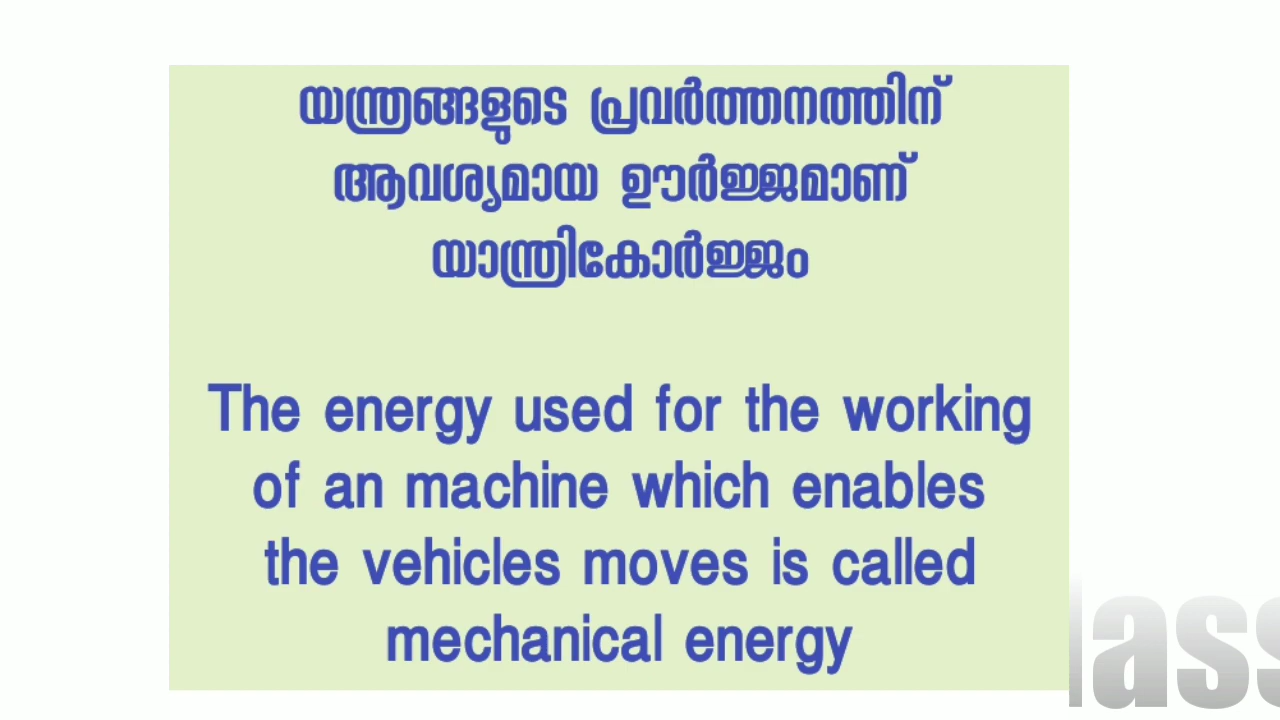 യന്ത്രങ്ങളുടെ പ്രവർത്തനത്തിന്
ആവശ്യമായ ഊർജ്ജമാണ്
യാന്ത്രികോർജ്ജം
The energy used for the working
of an machine which enables
the vehicles moves is called
mechanical energy